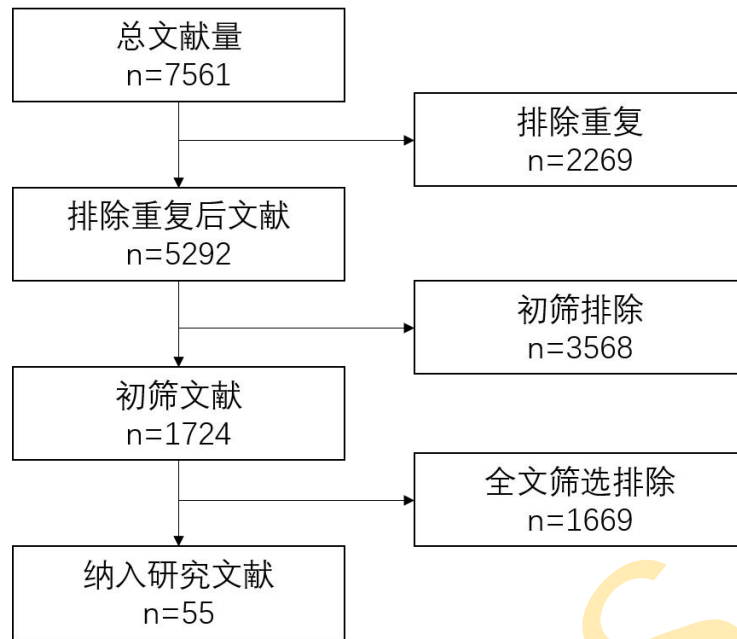 总文献量
n=7561
排除重复
n=2269
排除重复后文献
n=5292
初筛排除
n=3568
初筛文献
n=1724
全文筛选排除
n=1669
纳入研究文献
n=55